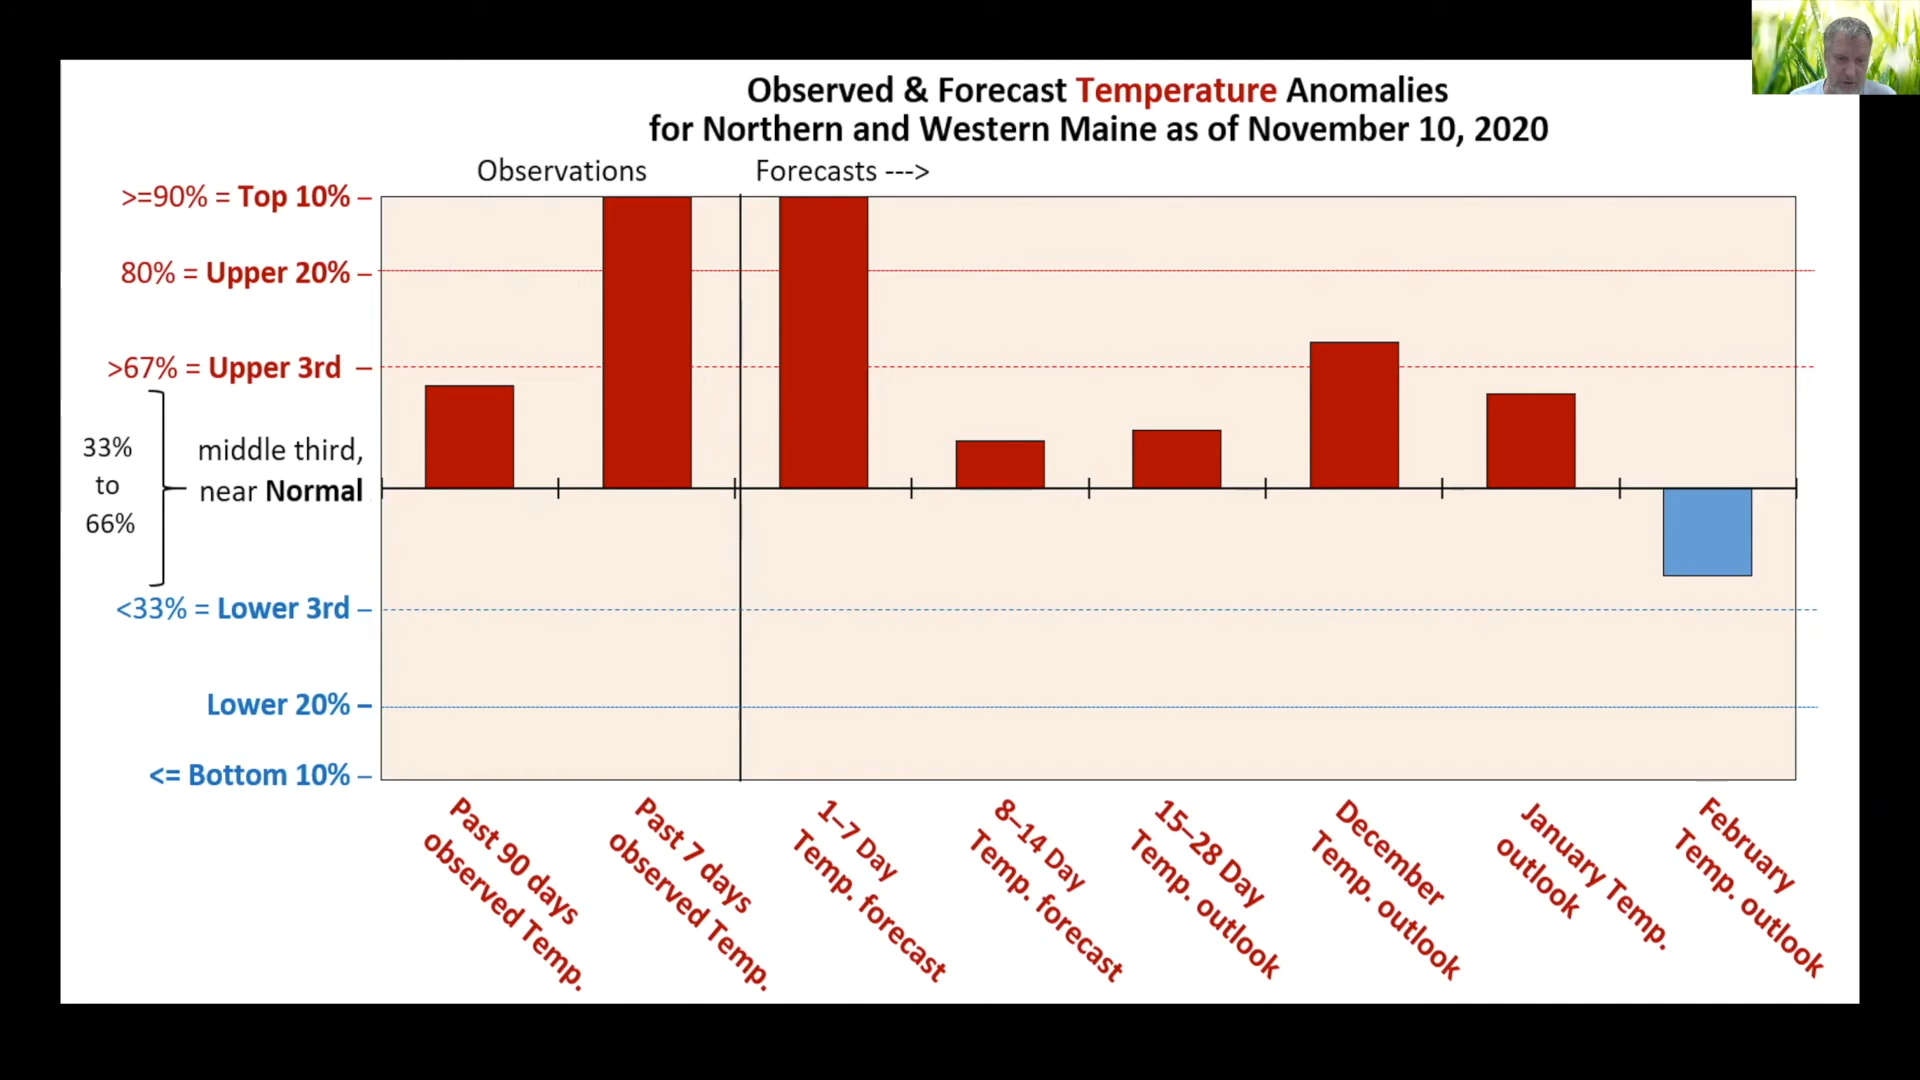 Observed & Forecast Temperature Anomalies
for Northern and Western Maine as of November 10, 2020
Observations
Forecasts --->
>=90% = Top 10% –
80% = Upper 20% –
>67% = Upper 3rd –
33%
to
66%
middle third,
near Normal
<33% = Lower 3rd –
Lower 20% –
<= Bottom 10% –
Past 90 days
observed Temp.
Past 7 days
observed Temp.
1–7 Day
Temp. forecast
8–14 Day
Temp. forecast
15–28 Day
Temp. outlook
December
Temp. outlook
January Temp.
outlook
February
Temp. outlook